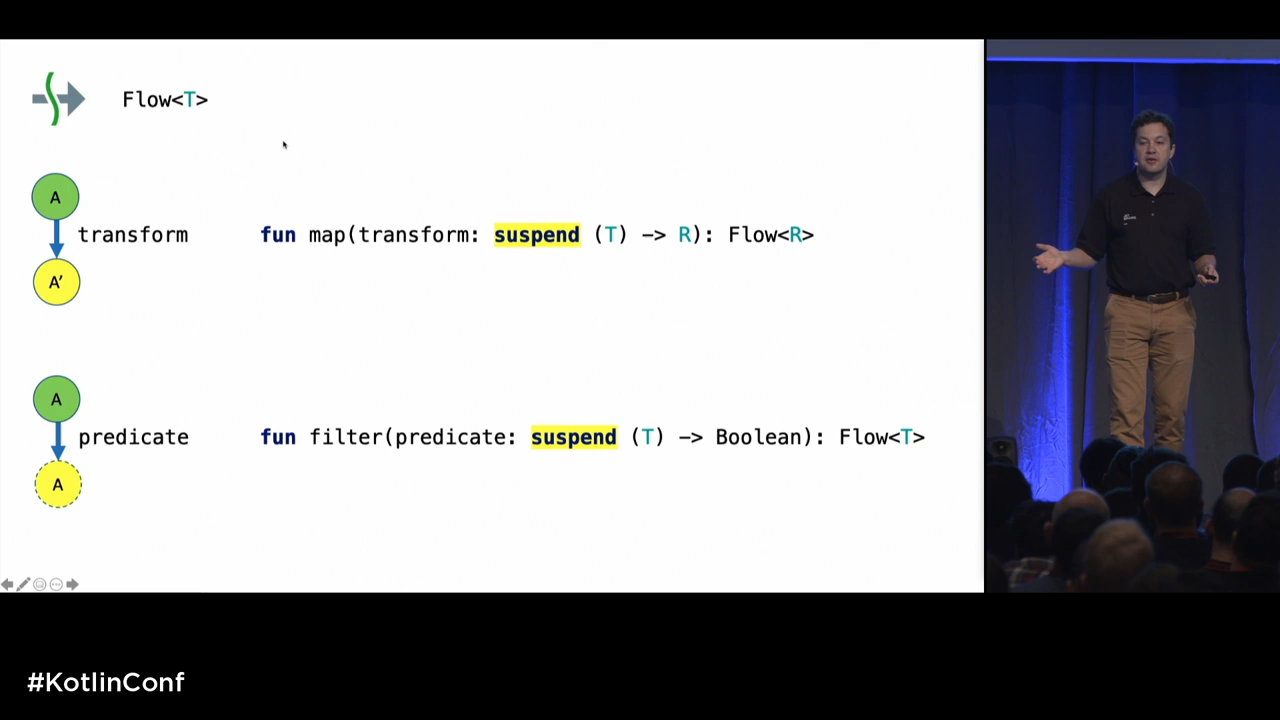 Flow<T>
A
transform
fun map(transform: suspend (T) -> R): Flow<R>
A’
A
predicate
fun filter(predicate: suspend (T) -> Boolean): Flow<T>
A
#KotlinConf